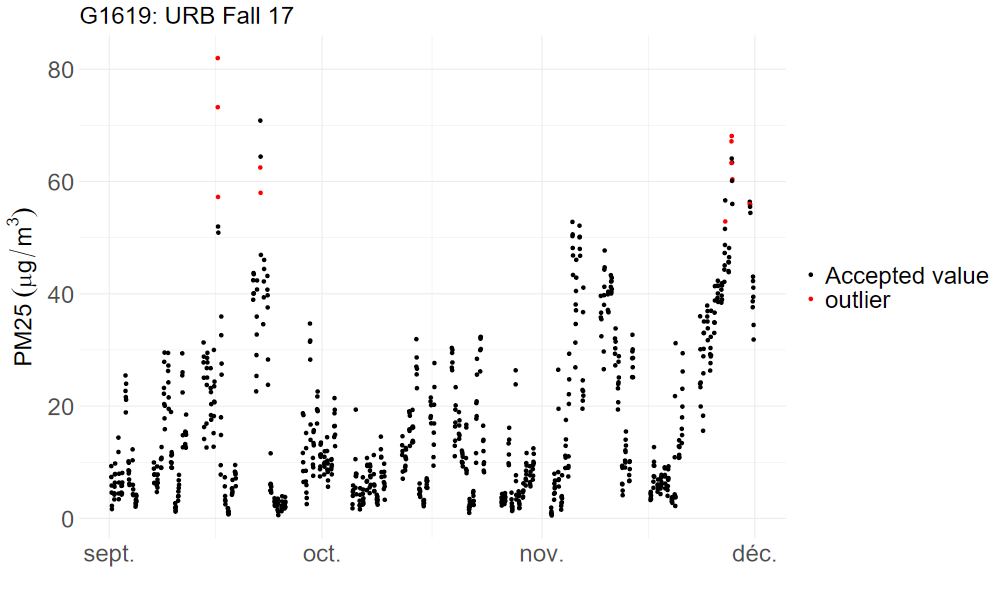 G1619: URB Fall 17
PM25 (μg/m³)
80
60
40
20
0
sept.
oct.
nov.
déc.
Accepted value
outlier